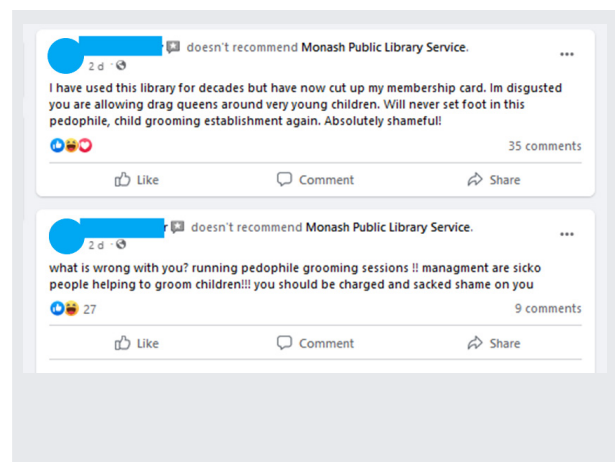 doesn't recommend Monash Public Library Service.
2 d
I have used this library for decades but have now cut up my membership card. Im disgusted
you are allowing drag queens around very young children. Will never set foot in this
pedophile, child grooming establishment again. Absolutely shameful!
35 comments
Like Comment Share
r doesn't recommend Monash Public Library Service.
2 d
what is wrong with you? running pedophile grooming sessions !! managment are sicko
people helping to groom children!!! you should be charged and sacked shame on you
27 9 comments
Like Comment Share